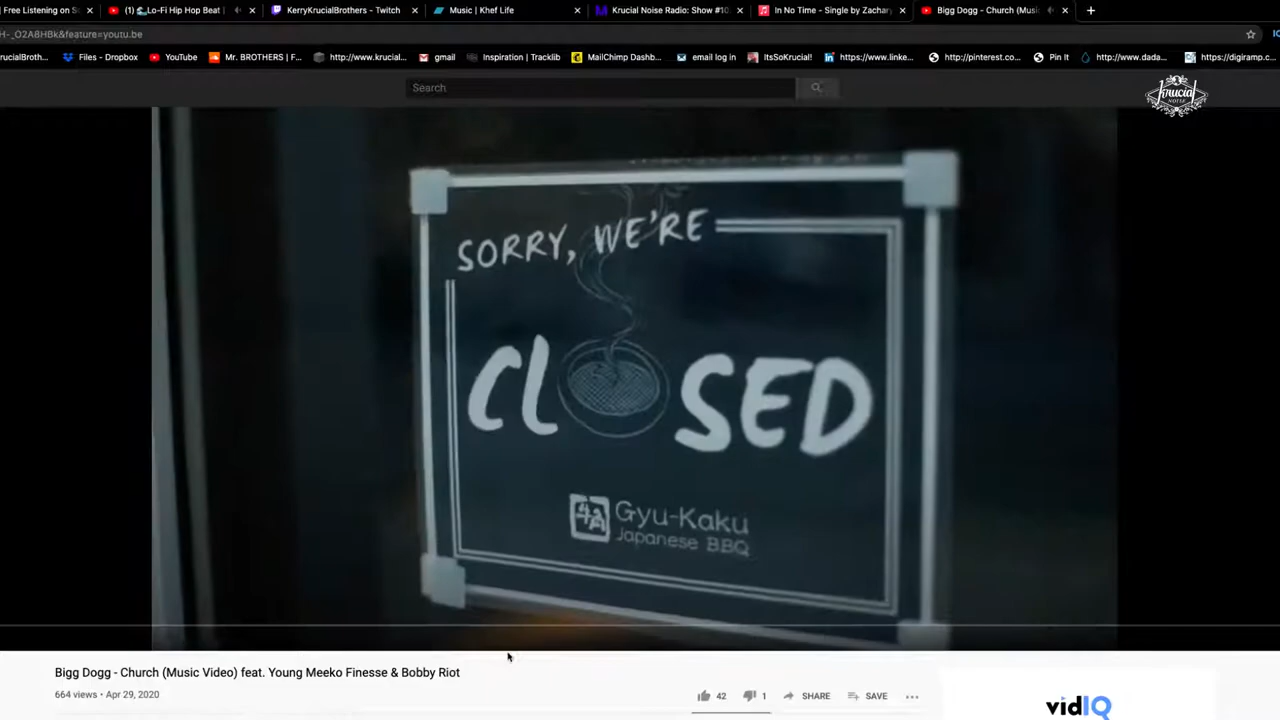 Free Listening on S
(1) 🌊Lo-Fi Hip Hop Beat
KerryKrucialBrothers - Twitch
Music | Khef Life
Krucial Noise Radio: Show #10
In No Time - Single by Zachar
Bigg Dogg - Church (Music
H-_O2A8HBk&feature=youtu.be
rucialBroth...
Files - Dropbox
YouTube
Mr. BROTHERS | F...
http://www.krucial...
gmail
Inspiration | Tracklib
MailChimp Dashb...
email log in
ItsSoKrucial!
https://www.linke...
http://pinterest.co...
Pin It
http://www.dada...
https://digiramp.c...
Search
Krucial
NOISE
SORRY, WE'RE
CLOSED
Gyu-Kaku
Japanese BBQ
Bigg Dogg - Church (Music Video) feat. Young Meeko Finesse & Bobby Riot
664 views • Apr 29, 2020
42
1
SHARE
SAVE
vidIQ